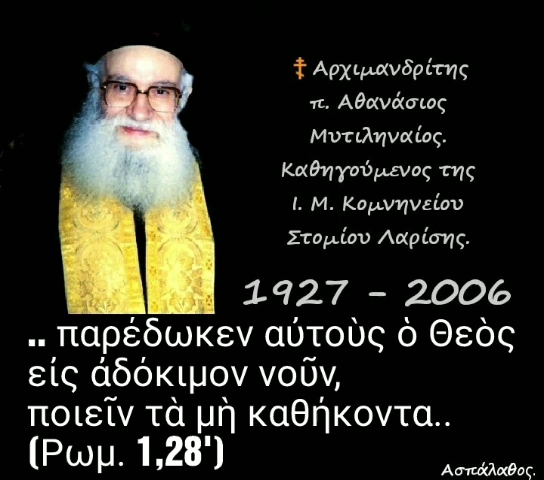 ☦ Αρχιμανδρίτης
π. Αθανάσιος
Μυτιληναίος.
Καθηγούμενος της
Ι. Μ. Κομνηνείου
Στομίου Λαρίσης.
1927 - 2006
.. παρέδωκεν αὐτοὺς ὁ Θεὸς
εἰς ἀδόκιμον νοῦν,
ποιεῖν τὰ μὴ καθήκοντα..
(Ρωμ. 1,28')
Ασπάλαθος.